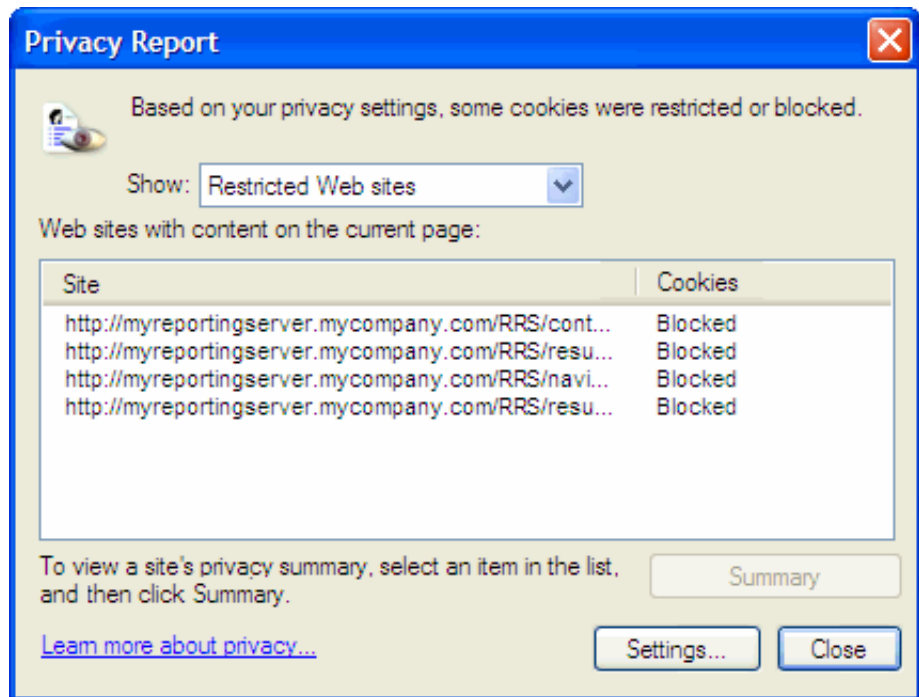 Privacy Report
Based on your privacy settings, some cookies were restricted or blocked.
Show: Restricted Web sites
Web sites with content on the current page:
Site Cookies
http://myreportingserver.mycompany.com/RRS/cont... Blocked
http://myreportingserver.mycompany.com/RRS/resu... Blocked
http://myreportingserver.mycompany.com/RRS/navi... Blocked
http://myreportingserver.mycompany.com/RRS/resu... Blocked
To view a site's privacy summary, select an item in the list,
and then click Summary.
Summary
Learn more about privacy...
Settings... Close